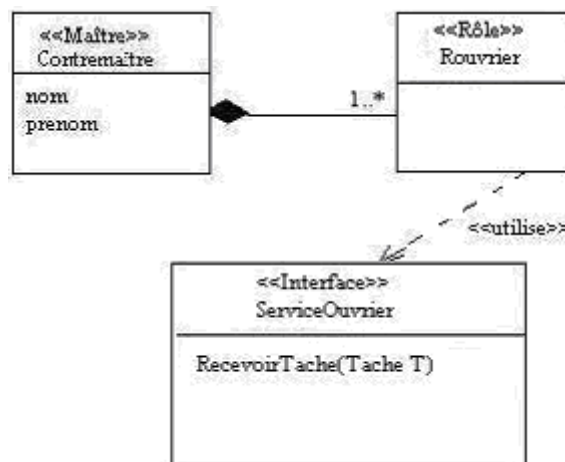 <<Maître>>
Contremaître
nom
prenom
1..*
<<Rôle>>
Rouvrier
<<utilise>>
<<Interface>>
ServiceOuvrier
RecevoirTache(Tache T)